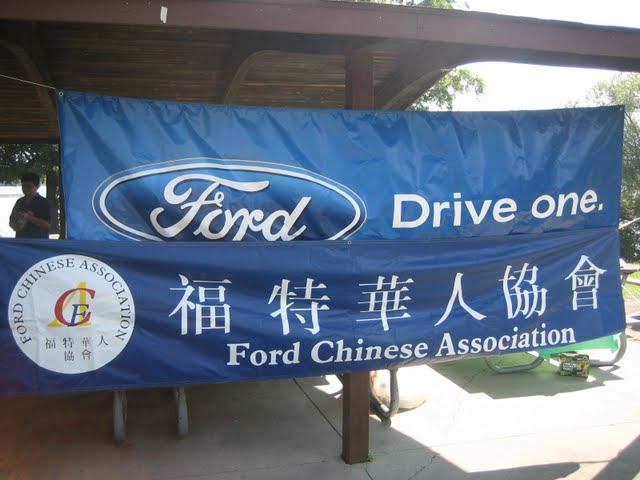 Ford
Drive one.
FORD CHINESE ASSOCIATION
CFA
福特華人
協會
福特華人協會
Ford Chinese Association